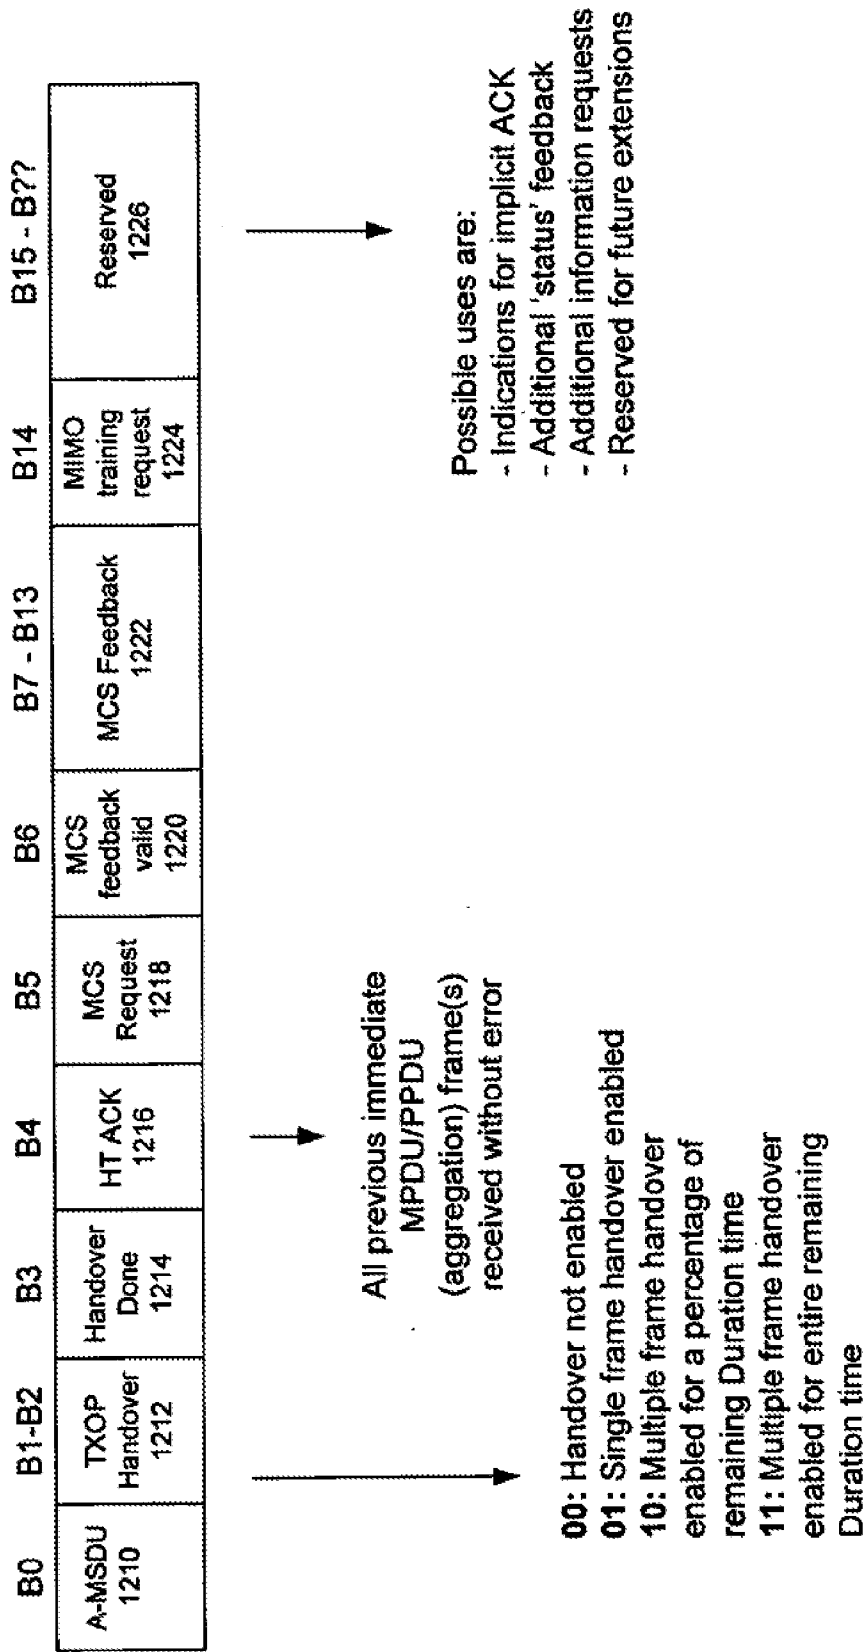 B0
B1-B2
B3
B4
B5
B6
B7 - B13
B14
B15 - B??
A-MSDU
1210
TXOP
Handover
1212
Handover
Done
1214
HT ACK
1216
MCS
Request
1218
MCS
feedback
valid
1220
MCS Feedback
1222
MIMO
training
request
1224
Reserved
1226
00: Handover not enabled
01: Single frame handover enabled
10: Multiple frame handover
enabled for a percentage of
remaining Duration time
11: Multiple frame handover
enabled for entire remaining
Duration time
All previous immediate
MPDU/PPDU
(aggregation) frame(s)
received without error
Possible uses are:
- Indications for implicit ACK
- Additional 'status' feedback
- Additional information requests
- Reserved for future extensions